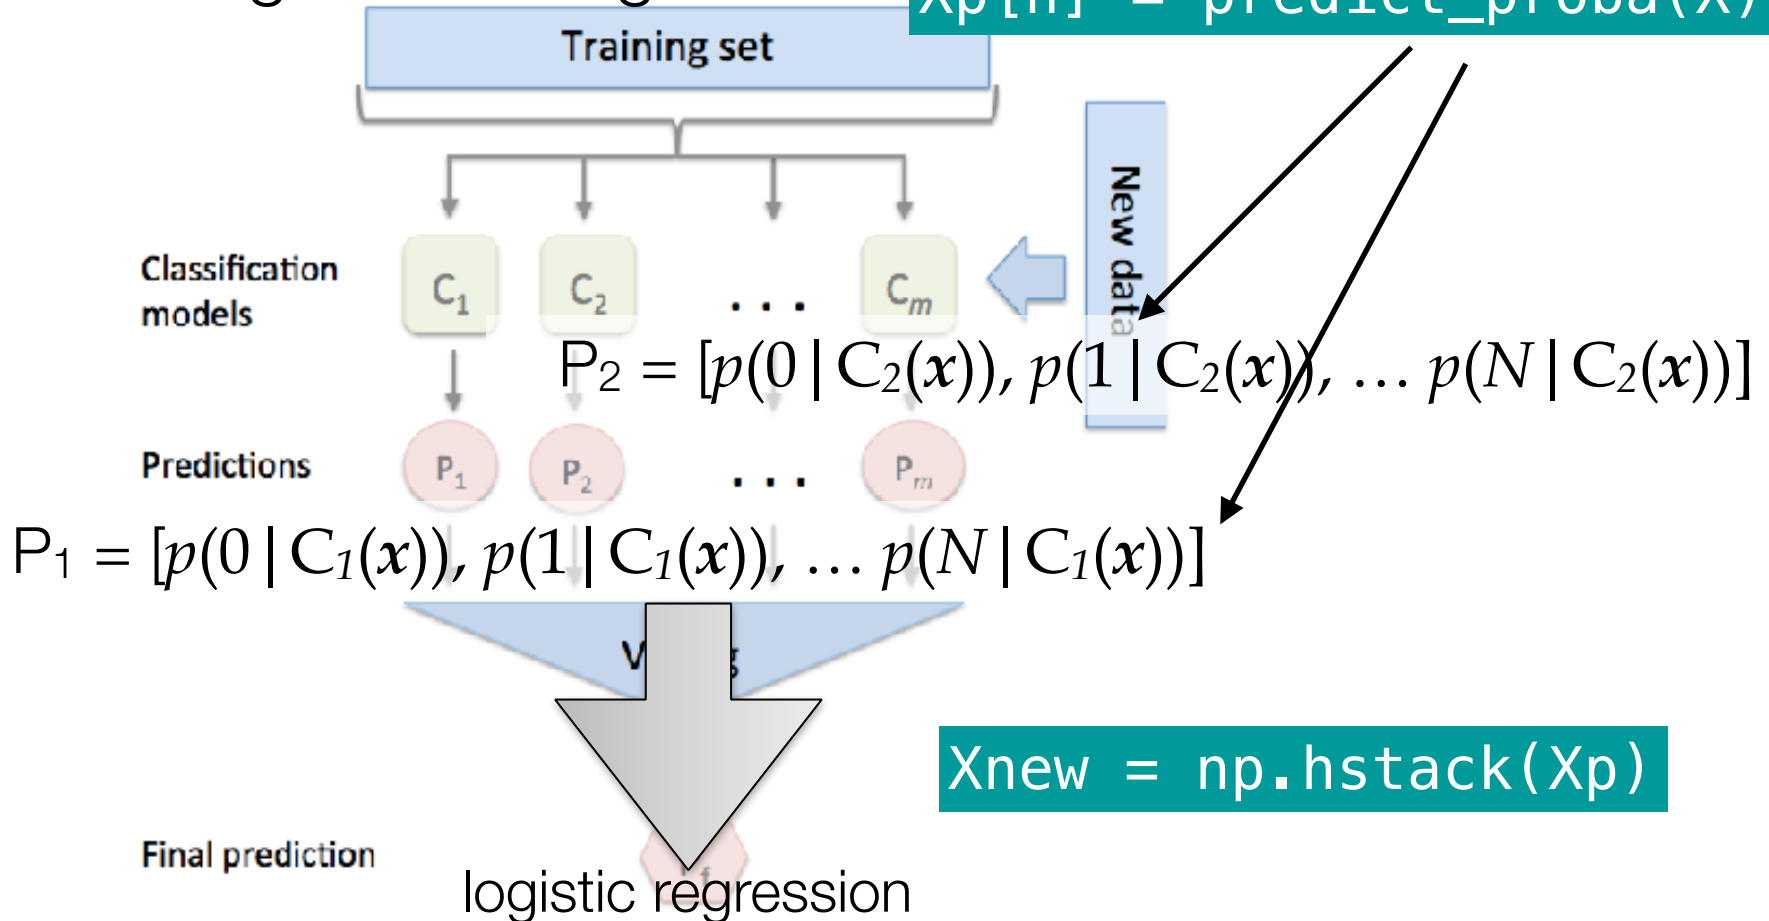 Xp[n] = predict_proba(X)
Training set
New data
Classification
models
C1 C2 ... Cm
P2 = [p(0 | C2(x)), p(1 | C2(x)), … p(N | C2(x))]
Predictions
P1 P2 ... Pm
P1 = [p(0 | C1(x)), p(1 | C1(x)), … p(N | C1(x))]
Xnew = np.hstack(Xp)
Final prediction
logistic regression